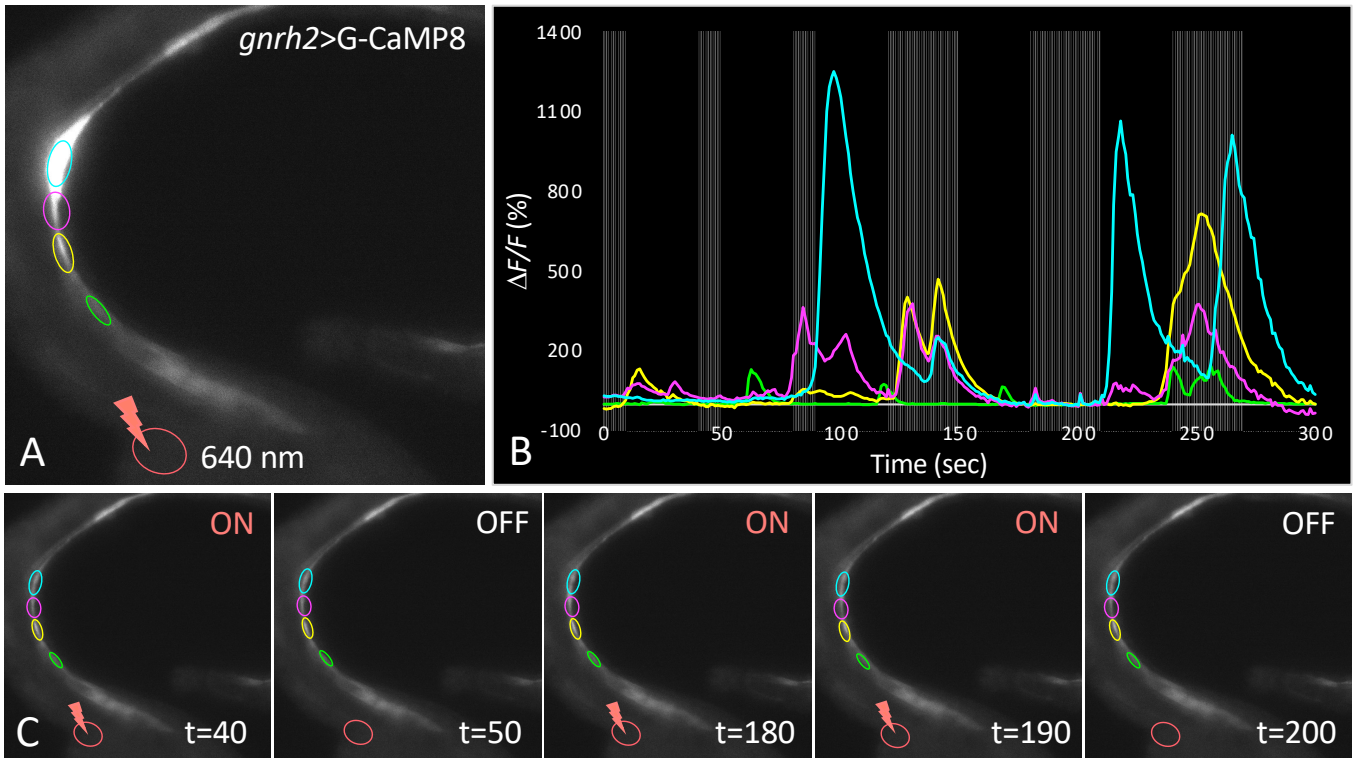 gnrh2>G-CaMP8
A
640 nm
1400
1100
800
500
200
-100
ΔF/F (%)
0 50 100 150 200 250 300
Time (sec)
B
ON
OFF
ON
ON
OFF
C
t=40
t=50
t=180
t=190
t=200